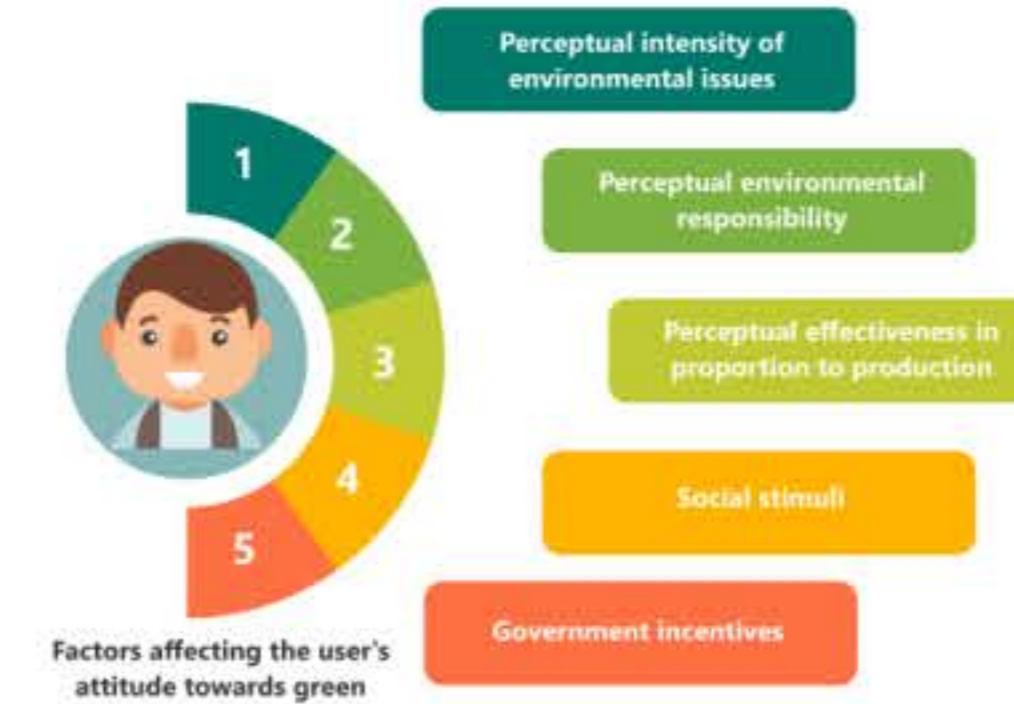 Perceptual intensity of
environmental issues
1
Perceptual environmental
responsibility
2
Perceptual effectiveness in
proportion to production
3
Social stimuli
4
Government incentives
5
Factors affecting the user's
attitude towards green